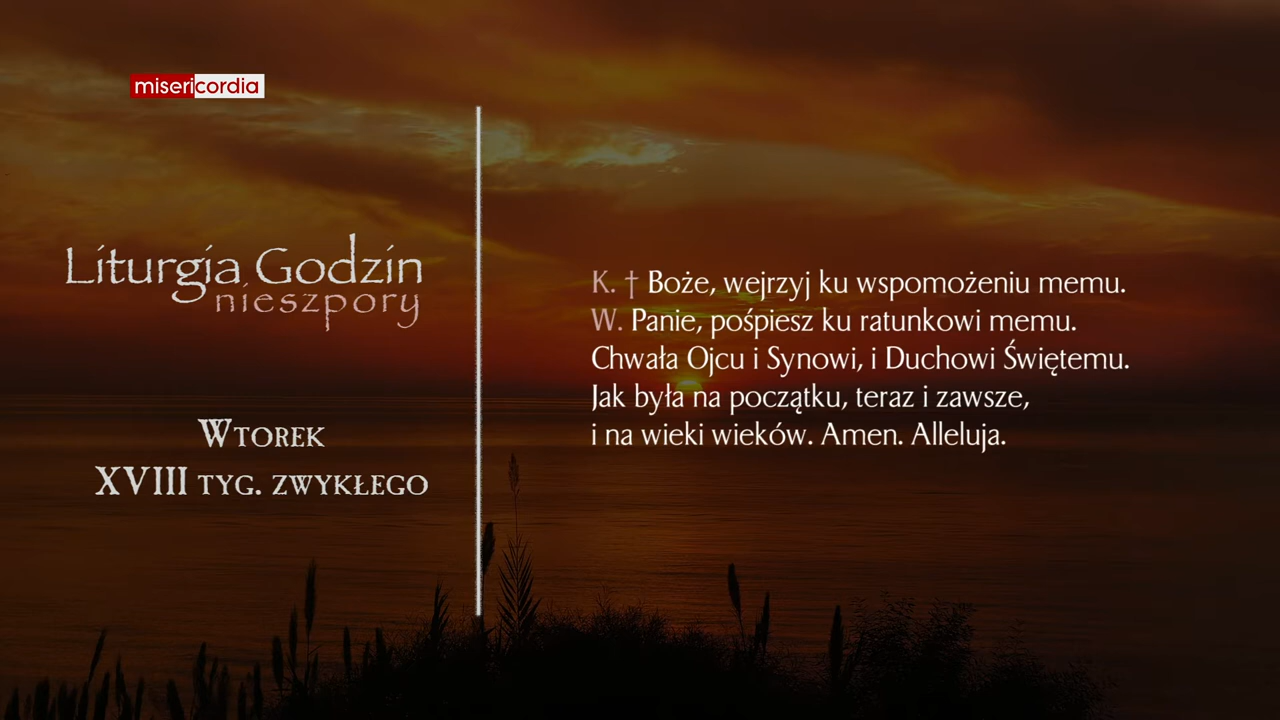 misericordia
Liturgia Godzin
nieszpory
Wtorek
XVIII tyg. zwykłego
K. † Boże, wejrzyj ku wspomożeniu memu.
W. Panie, pośpiesz ku ratunkowi memu.
Chwała Ojcu i Synowi, i Duchowi Świętemu.
Jak była na początku, teraz i zawsze,
i na wieki wieków. Amen. Alleluja.